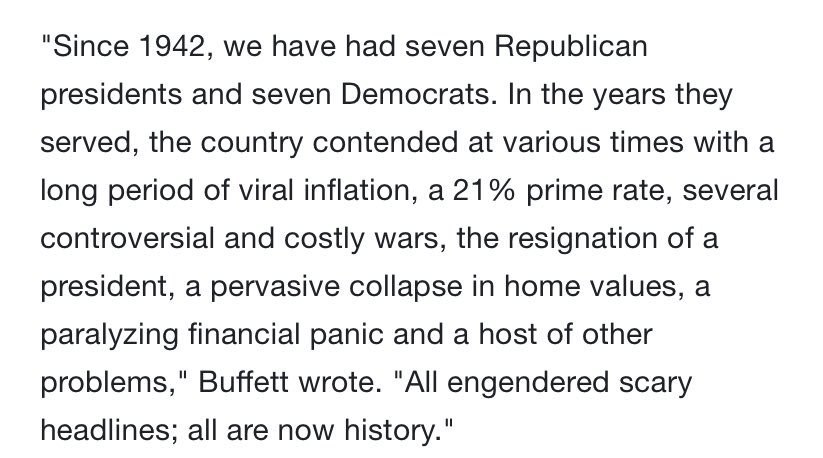 "Since 1942, we have had seven Republican
presidents and seven Democrats. In the years they
served, the country contended at various times with a
long period of viral inflation, a 21% prime rate, several
controversial and costly wars, the resignation of a
president, a pervasive collapse in home values, a
paralyzing financial panic and a host of other
problems," Buffett wrote. "All engendered scary
headlines; all are now history."